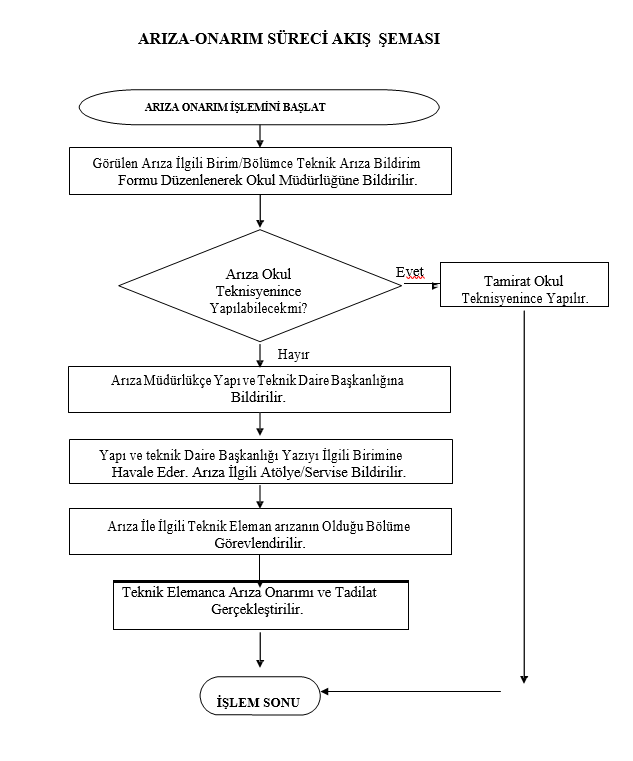 ARIZA-ONARIM SÜRECİ AKIŞ ŞEMASI
ARIZA ONARIM İŞLEMİNİ BAŞLAT
Görülen Arıza İlgili Birim/Bölümce Teknik Arıza Bildirim
Formu Düzenlenerek Okul Müdürlüğüne Bildirilir.
Arıza Okul
Teknisyenince
Yapılabilecekmi?
Evet
Tamirat Okul
Teknisyenince Yapılır.
Hayır
Arıza Müdürlükçe Yapı ve Teknik Daire Başkanlığına
Bildirilir.
Yapı ve teknik Daire Başkanlığı Yazıyı İlgili Birimine
Havale Eder. Arıza İlgili Atölye/Servise Bildirilir.
Arıza İle İlgili Teknik Eleman arızanın Olduğu Bölüme
Görevlendirilir.
Teknik Elemanca Arıza Onarımı ve Tadilat
Gerçekleştirilir.
İŞLEM SONU